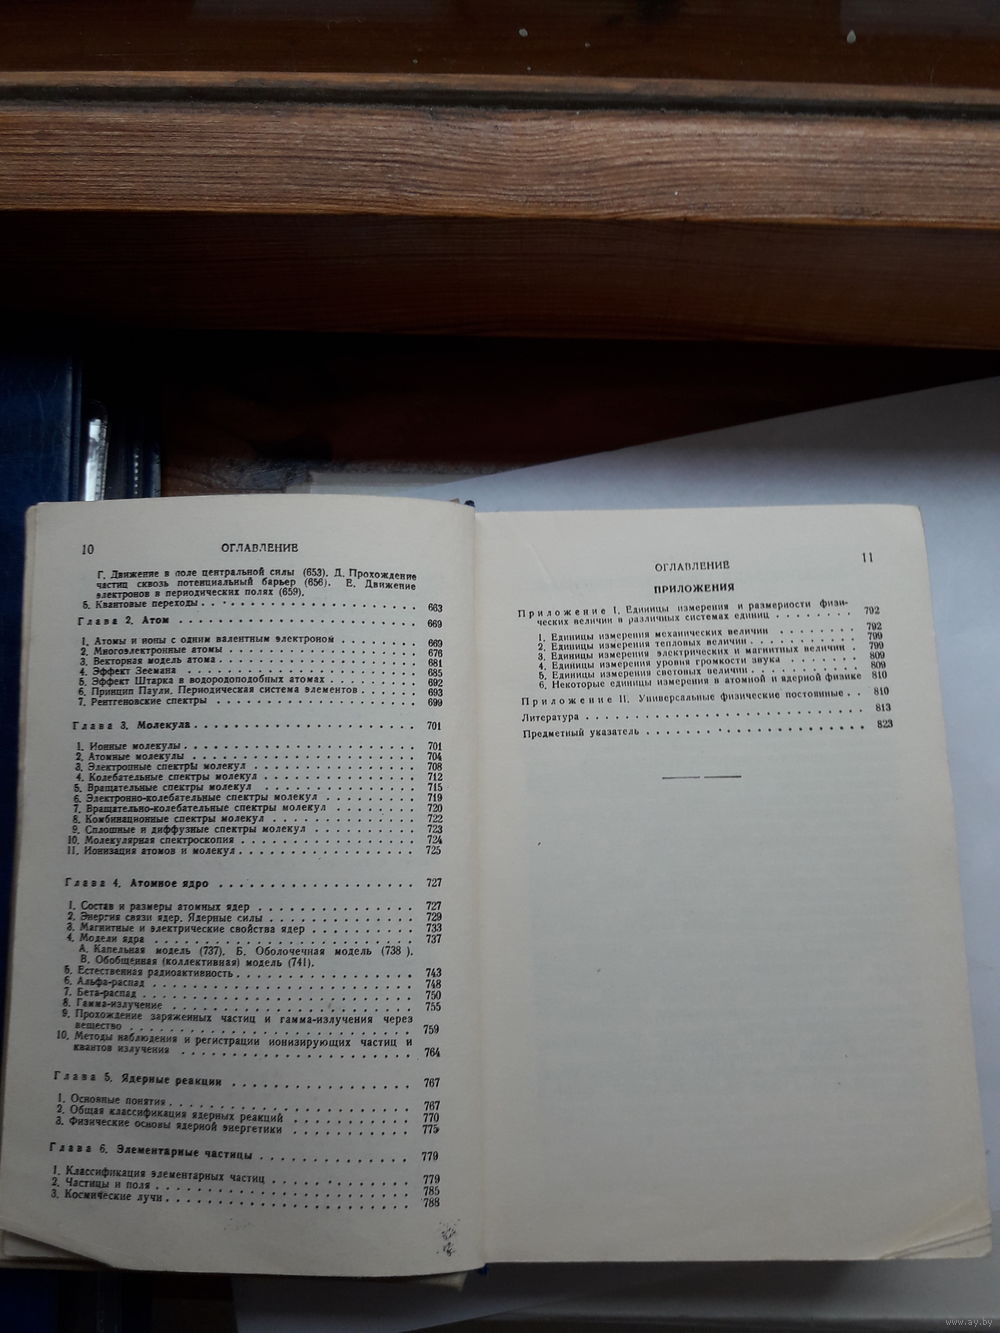 10
ОГЛАВЛЕНИЕ
Г. Движение в поле центральной силы (653). Д. Прохождение
частиц сквозь потенциальный барьер (656). Е. Движение
электронов в периодических полях (659).
5. Квантовые переходы . . . . . . . . . . . . . . . . 663
Глава 2. Атом . . . . . . . . . . . . . . . . 669
1. Атомы и ионы с одним валентным электроном . . . . . . . 669
2. Многоэлектронные атомы . . . . . . . . . . . . . . 676
3. Векторная модель атома . . . . . . . . . . . . . . 681
4. Эффект Зеемана . . . . . . . . . . . . . . . . 685
5. Эффект Штарка в водородоподобных атомах . . . . . . . . 692
6. Принцип Паули. Периодическая система элементов . . . . . . 693
7. Рентгеновские спектры . . . . . . . . . . . . . . . 699
Глава 3. Молекула . . . . . . . . . . . . . . . . 701
1. Ионные молекулы . . . . . . . . . . . . . . . . 701
2. Атомные молекулы . . . . . . . . . . . . . . . . 704
3. Электронные спектры молекул . . . . . . . . . . . . 708
4. Колебательные спектры молекул . . . . . . . . . . . . 712
5. Вращательные спектры молекул . . . . . . . . . . . . 715
6. Электронно-колебательные спектры молекул . . . . . . . . 719
7. Вращательно-колебательные спектры молекул . . . . . . . 720
8. Комбинационные спектры молекул . . . . . . . . . . . 722
9. Сплошные и диффузные спектры молекул . . . . . . . . . 723
10. Молекулярная спектроскопия . . . . . . . . . . . . . 724
11. Ионизация атомов и молекул . . . . . . . . . . . . . 725
Глава 4. Атомное ядро . . . . . . . . . . . . . . 727
1. Состав и размеры атомных ядер . . . . . . . . . . . . 727
2. Энергия связи ядер. Ядерные силы . . . . . . . . . . . 729
3. Магнитные и электрические свойства ядер . . . . . . . . 733
4. Модели ядра . . . . . . . . . . . . . . . . . . 737
А. Капельная модель (737). Б. Оболочечная модель (738).
В. Обобщенная (коллективная) модель (741).
5. Естественная радиоактивность . . . . . . . . . . . . 743
6. Альфа-распад . . . . . . . . . . . . . . . . . . 748
7. Бета-распад . . . . . . . . . . . . . . . . . . 750
8. Гамма-излучение . . . . . . . . . . . . . . . . . 755
9. Прохождение заряженных частиц и гамма-излучения через
вещество . . . . . . . . . . . . . . . . . . . 759
10. Методы наблюдения и регистрации ионизирующих частиц и
квантов излучения . . . . . . . . . . . . . . . . 764
Глава 5. Ядерные реакции . . . . . . . . . . . . . 767
1. Основные понятия . . . . . . . . . . . . . . . . 767
2. Общая классификация ядерных реакций . . . . . . . . . 770
3. Физические основы ядерной энергетики . . . . . . . . . 775
Глава 6. Элементарные частицы . . . . . . . . . . . 779
1. Классификация элементарных частиц . . . . . . . . . . 779
2. Частицы и поля . . . . . . . . . . . . . . . . . 785
3. Космические лучи . . . . . . . . . . . . . . . . 788
ОГЛАВЛЕНИЕ
11
ПРИЛОЖЕНИЯ
Приложение I. Единицы измерения и размерности физи-
ческих величин в различных системах единиц . . . . . . . 792
1. Единицы измерения механических величин . . . . . . . . 792
2. Единицы измерения тепловых величин . . . . . . . . . 799
3. Единицы измерения электрических и магнитных величин . 799
4. Единицы измерения уровня громкости звука . . . . . . . 809
5. Единицы измерения световых величин . . . . . . . . . 809
6. Некоторые единицы измерения в атомной и ядерной физике 810
Приложение II. Универсальные физические постоянные . . 810
Литература . . . . . . . . . . . . . . . . . . . . 813
Предметный указатель . . . . . . . . . . . . . . . . 823
www.ay.by